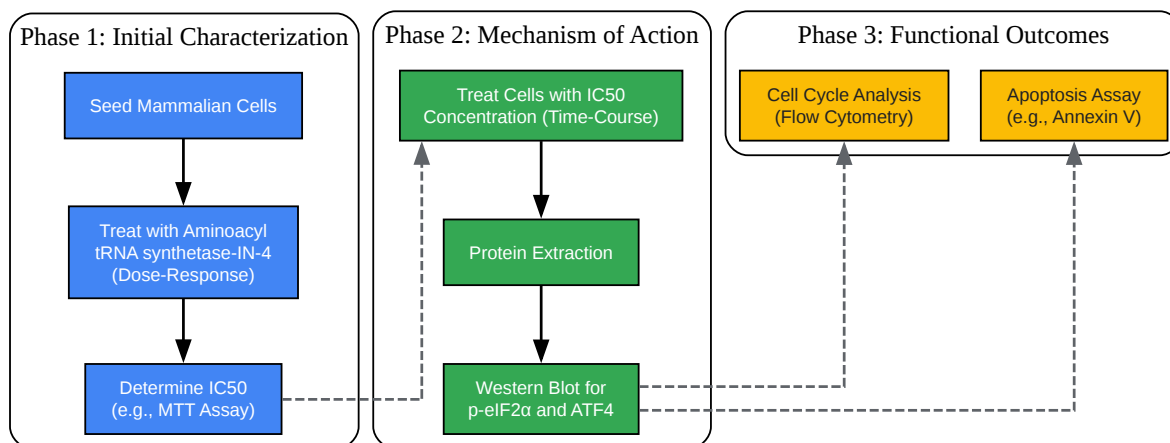 Phase 1: Initial Characterization
Seed Mammalian Cells
Treat with Aminoacyl
tRNA synthetase-IN-4
(Dose-Response)
Determine IC50
(e.g., MTT Assay)
Phase 2: Mechanism of Action
Treat Cells with IC50
Concentration (Time-Course)
Protein Extraction
Western Blot for
p-eIF2α and ATF4
Phase 3: Functional Outcomes
Cell Cycle Analysis
(Flow Cytometry)
Apoptosis Assay
(e.g., Annexin V)